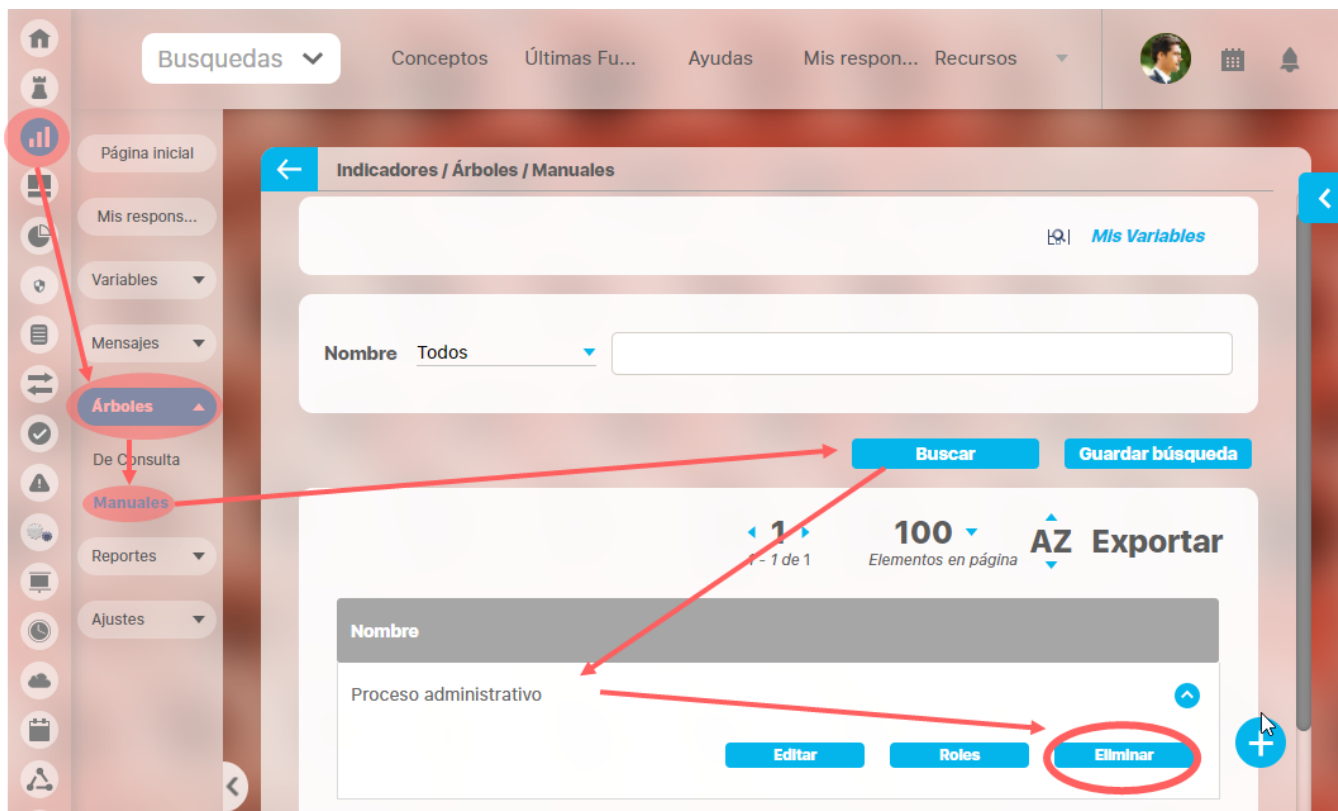 Busquedas
Conceptos
Últimas Fu...
Ayudas
Mis respon...
Recursos
Página inicial
Mis respons...
Variables
Mensajes
Árboles
De Consulta
Manuales
Reportes
Ajustes
Indicadores / Árboles / Manuales
Mis Variables
Nombre Todos
Buscar
Guardar búsqueda
1
1 - 1 de 1
100
Elementos en página
AZ
Exportar
Nombre
Proceso administrativo
Editar
Roles
Eliminar